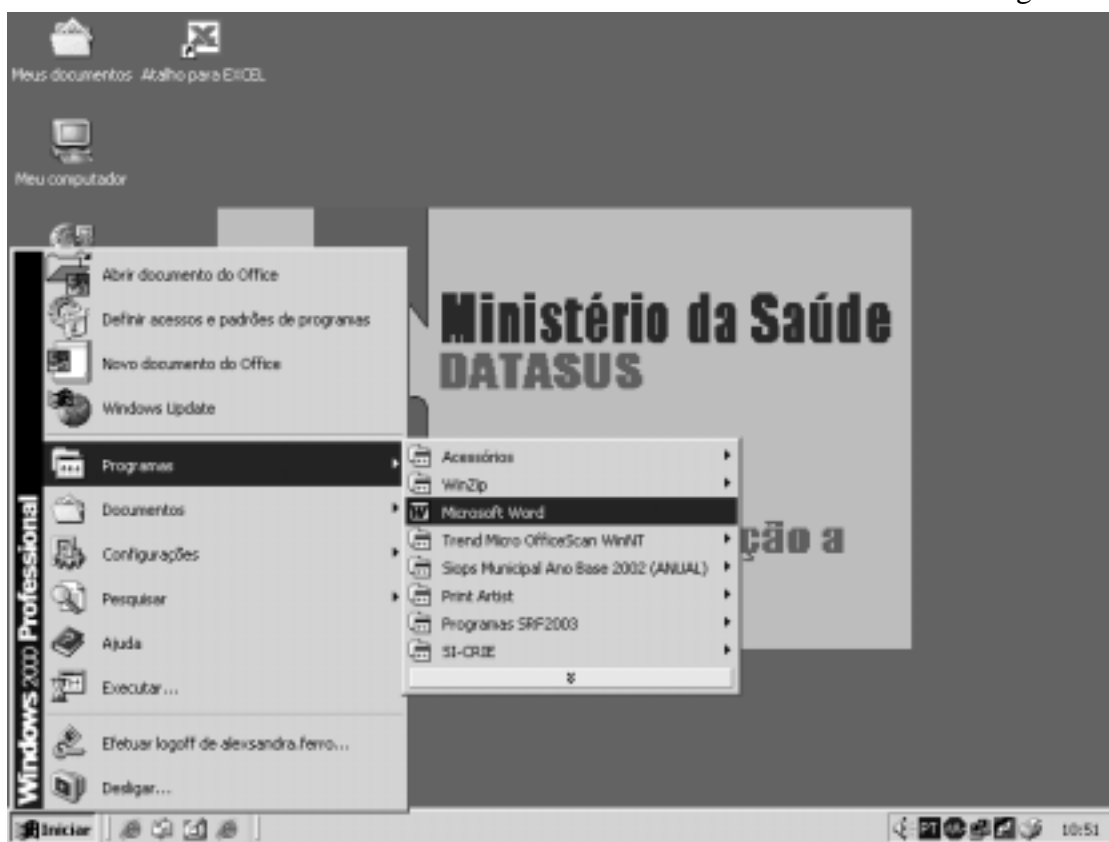 Meus documentos
Atalho para EXCEL
Meu computador
Abrir documento do Office
Definir acessos e padrões de programas
Novo documento do Office
Windows Update
Programas
Documentos
Configurações
Pesquisar
Ajuda
Executar...
Efetuar logoff de alexsandra.ferro...
Desligar...
Windows 2000 Professional
Acessórios
WinZip
Microsoft Word
Trend Micro OfficeScan WinNT
Siops Municipal Ano Base 2002 (ANUAL)
Print Artist
Programas SRF2003
SI-CRIE
Ministério da Saúde
DATASUS
ção a
Iniciar
PT
10:51